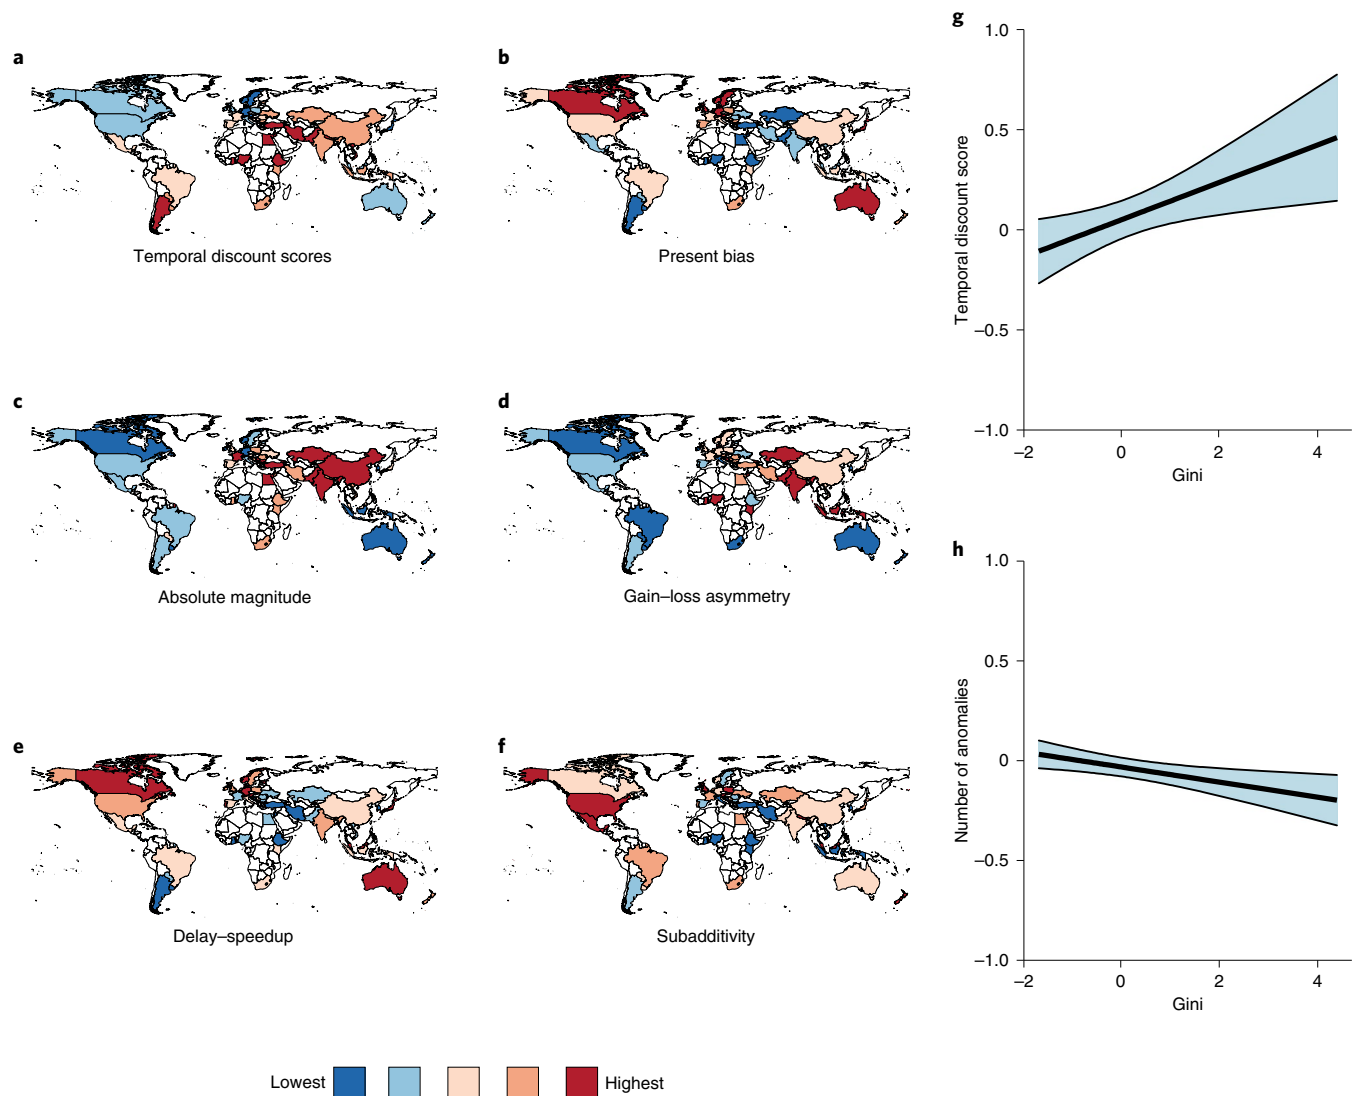 a
Temporal discount scores
b
Present bias
c
Absolute magnitude
d
Gain–loss asymmetry
e
Delay–speedup
f
Subadditivity
Lowest
Highest
g
1.0
0.5
0
–0.5
–1.0
Temporal discount score
–2
0
2
4
Gini
h
1.0
0.5
0
–0.5
–1.0
Number of anomalies
–2
0
2
4
Gini